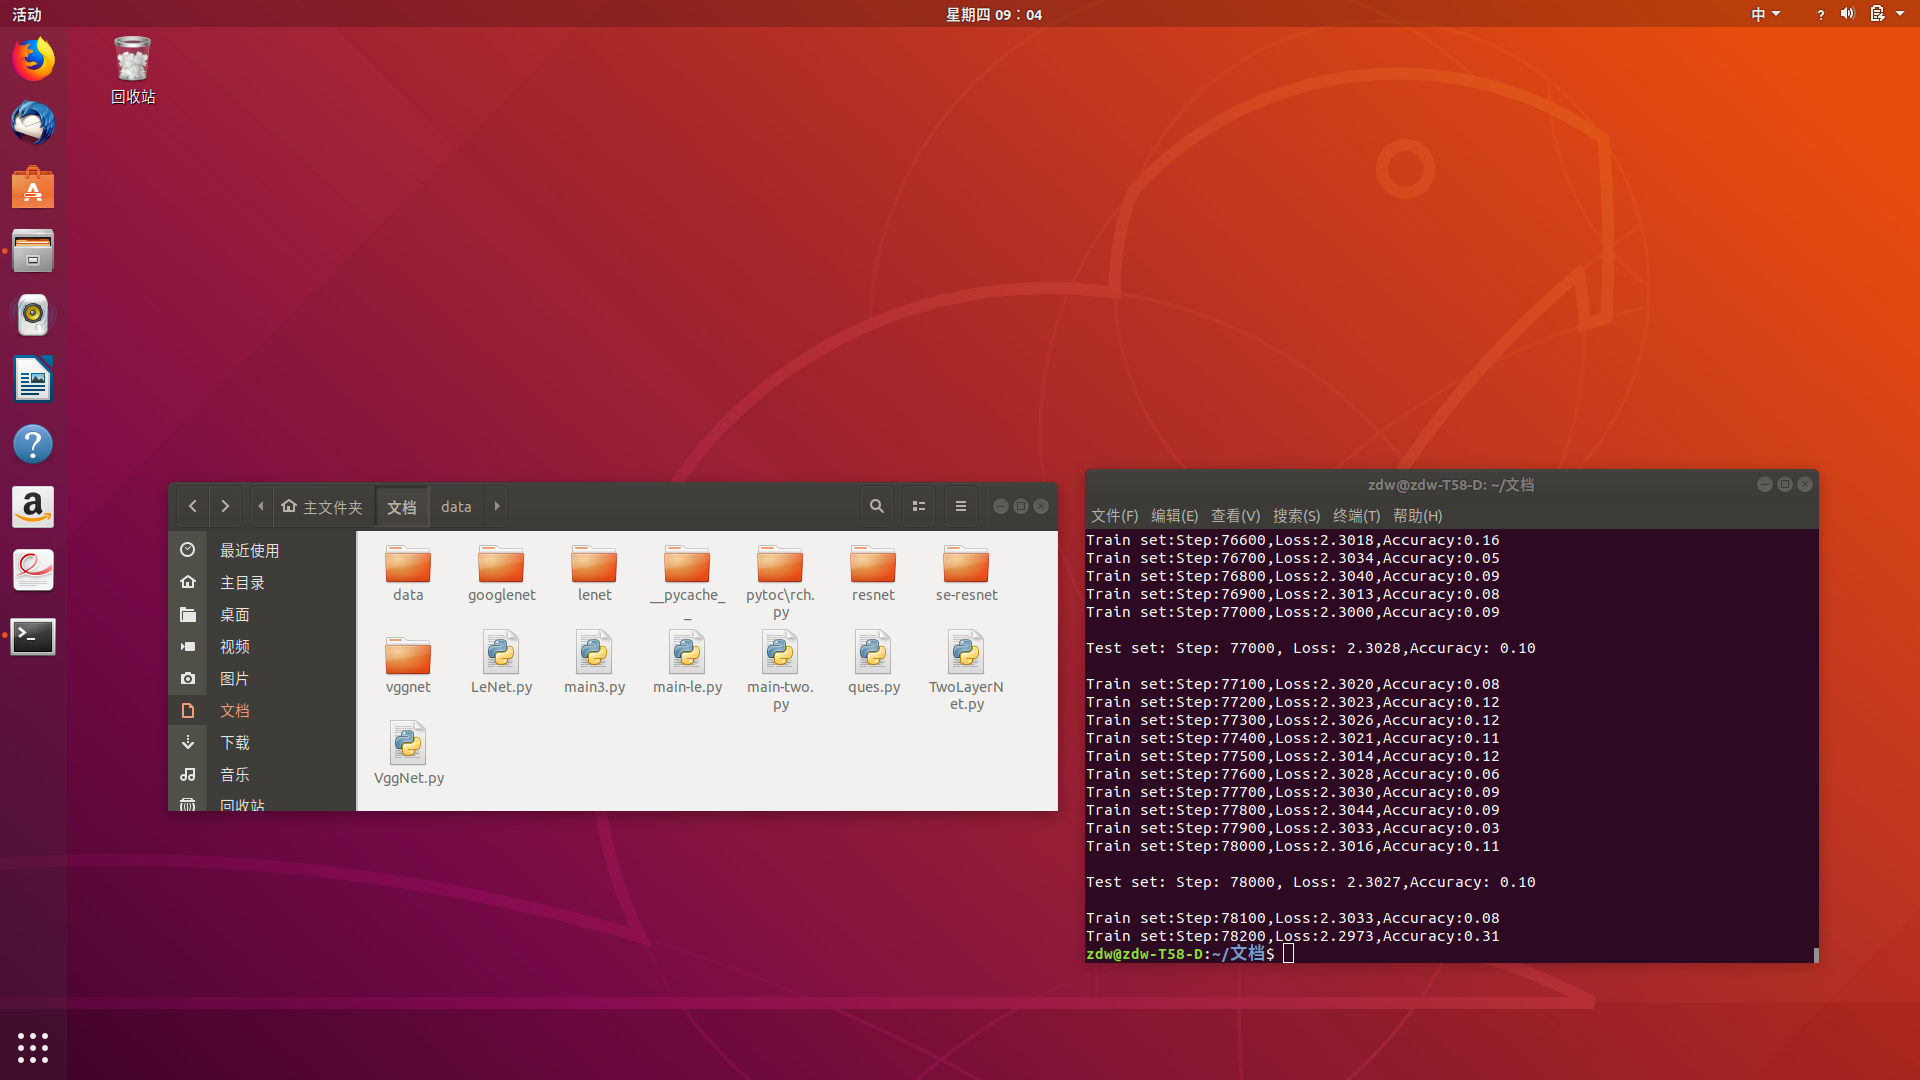 活动
星期四 09：04
中
?
回收站
主文件夹
文档
data
最近使用
主目录
桌面
视频
图片
文档
下载
音乐
回收站
data
googlenet
lenet
__pycache_
_
pytoc\rch.
py
resnet
se-resnet
vggnet
LeNet.py
main3.py
main-le.py
main-two.
py
ques.py
TwoLayerN
et.py
VggNet.py
zdw@zdw-T58-D: ~/文档
文件(F) 编辑(E) 查看(V) 搜索(S) 终端(T) 帮助(H)
Train set:Step:76600,Loss:2.3018,Accuracy:0.16
Train set:Step:76700,Loss:2.3034,Accuracy:0.05
Train set:Step:76800,Loss:2.3040,Accuracy:0.09
Train set:Step:76900,Loss:2.3013,Accuracy:0.08
Train set:Step:77000,Loss:2.3000,Accuracy:0.09
Test set: Step: 77000, Loss: 2.3028,Accuracy: 0.10
Train set:Step:77100,Loss:2.3020,Accuracy:0.08
Train set:Step:77200,Loss:2.3023,Accuracy:0.12
Train set:Step:77300,Loss:2.3026,Accuracy:0.12
Train set:Step:77400,Loss:2.3021,Accuracy:0.11
Train set:Step:77500,Loss:2.3014,Accuracy:0.12
Train set:Step:77600,Loss:2.3028,Accuracy:0.06
Train set:Step:77700,Loss:2.3030,Accuracy:0.09
Train set:Step:77800,Loss:2.3044,Accuracy:0.09
Train set:Step:77900,Loss:2.3033,Accuracy:0.03
Train set:Step:78000,Loss:2.3016,Accuracy:0.11
Test set: Step: 78000, Loss: 2.3027,Accuracy: 0.10
Train set:Step:78100,Loss:2.3033,Accuracy:0.08
Train set:Step:78200,Loss:2.2973,Accuracy:0.31
zdw@zdw-T58-D:~/文档$